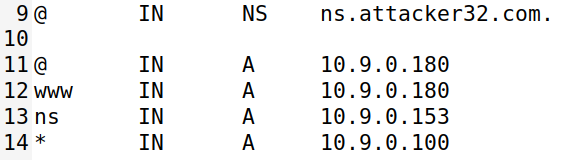 9 @ IN NS ns.attacker32.com.
10
11 @ IN A 10.9.0.180
12 www IN A 10.9.0.180
13 ns IN A 10.9.0.153
14 * IN A 10.9.0.100